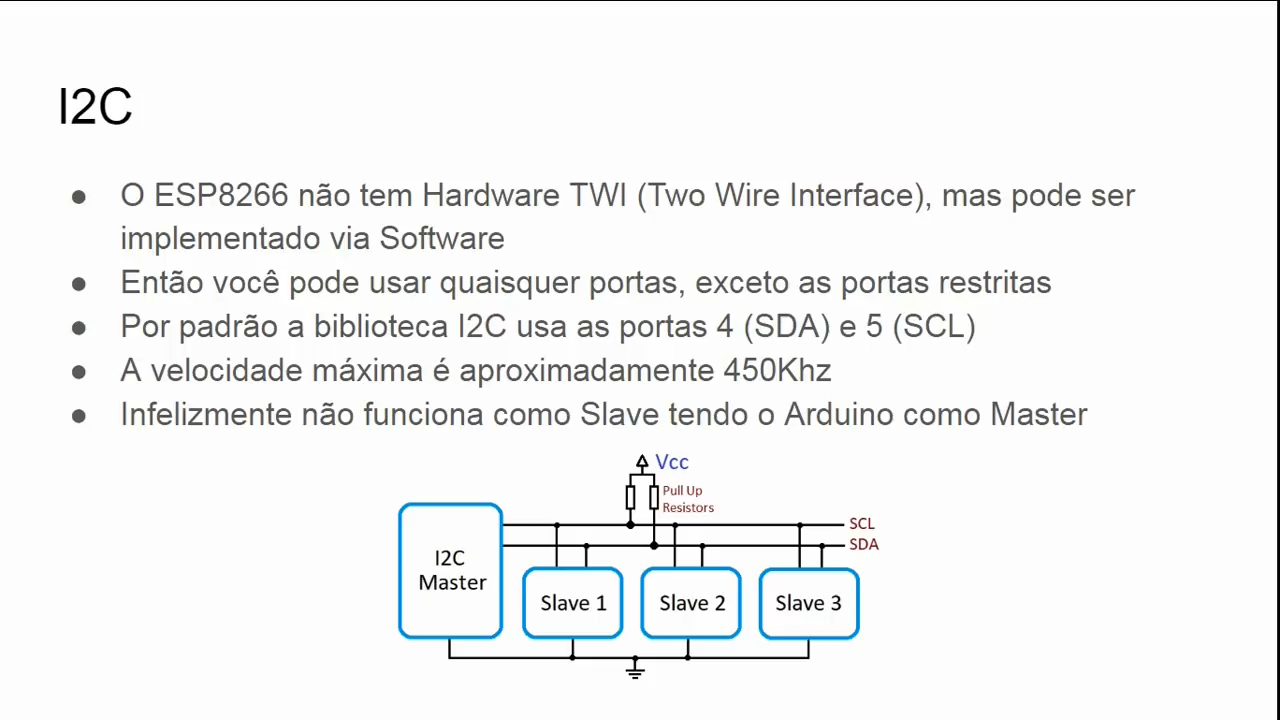 I2C
● O ESP8266 não tem Hardware TWI (Two Wire Interface), mas pode ser
implementado via Software
● Então você pode usar quaisquer portas, exceto as portas restritas
● Por padrão a biblioteca I2C usa as portas 4 (SDA) e 5 (SCL)
● A velocidade máxima é aproximadamente 450Khz
● Infelizmente não funciona como Slave tendo o Arduino como Master
Vcc
Pull Up
Resistors
SCL
SDA
I2C
Master
Slave 1
Slave 2
Slave 3